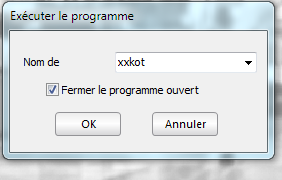 Exécuter le programme
Nom de xxkot
Fermer le programme ouvert
OK Annuler